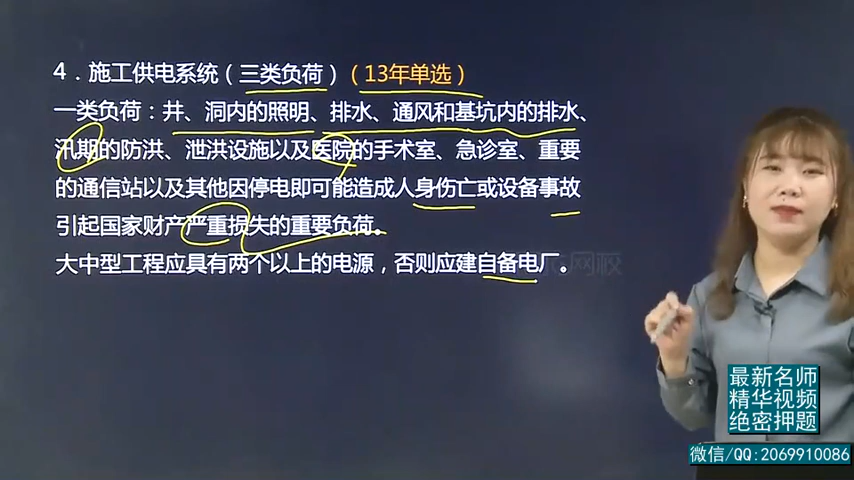 4．施工供电系统（三类负荷）（13年单选）
一类负荷：井、洞内的照明、排水、通风和基坑内的排水、
汛期的防洪、泄洪设施以及医院的手术室、急诊室、重要
的通信站以及其他因停电即可能造成人身伤亡或设备事故
引起国家财产严重损失的重要负荷。
大中型工程应具有两个以上的电源，否则应建自备电厂。
网校
最新名师
精华视频
绝密押题
微信/QQ:2069910086